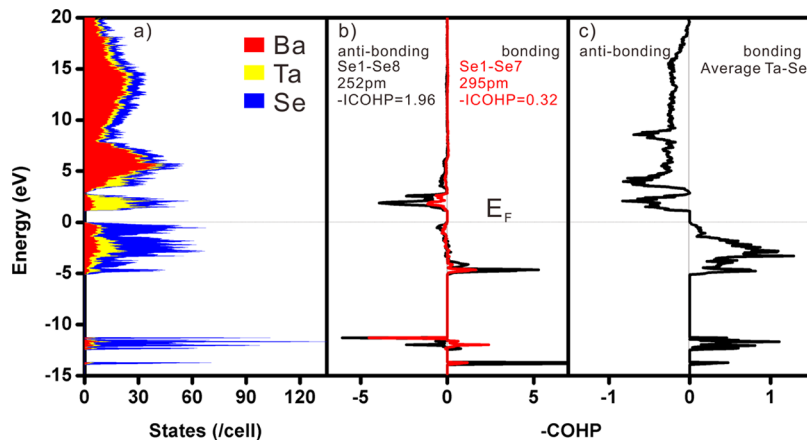 a)
Ba
Ta
Se
b)
anti-bonding
Se1-Se8
252pm
-ICOHP=1.96
bonding
Se1-Se7
295pm
-ICOHP=0.32
E_F
c)
anti-bonding
bonding
Average Ta-Se
Energy (eV)
20
15
10
5
0
-5
-10
-15
0 30 60 90 120
-5 0 5
-1 0 1
States (/cell)
-COHP